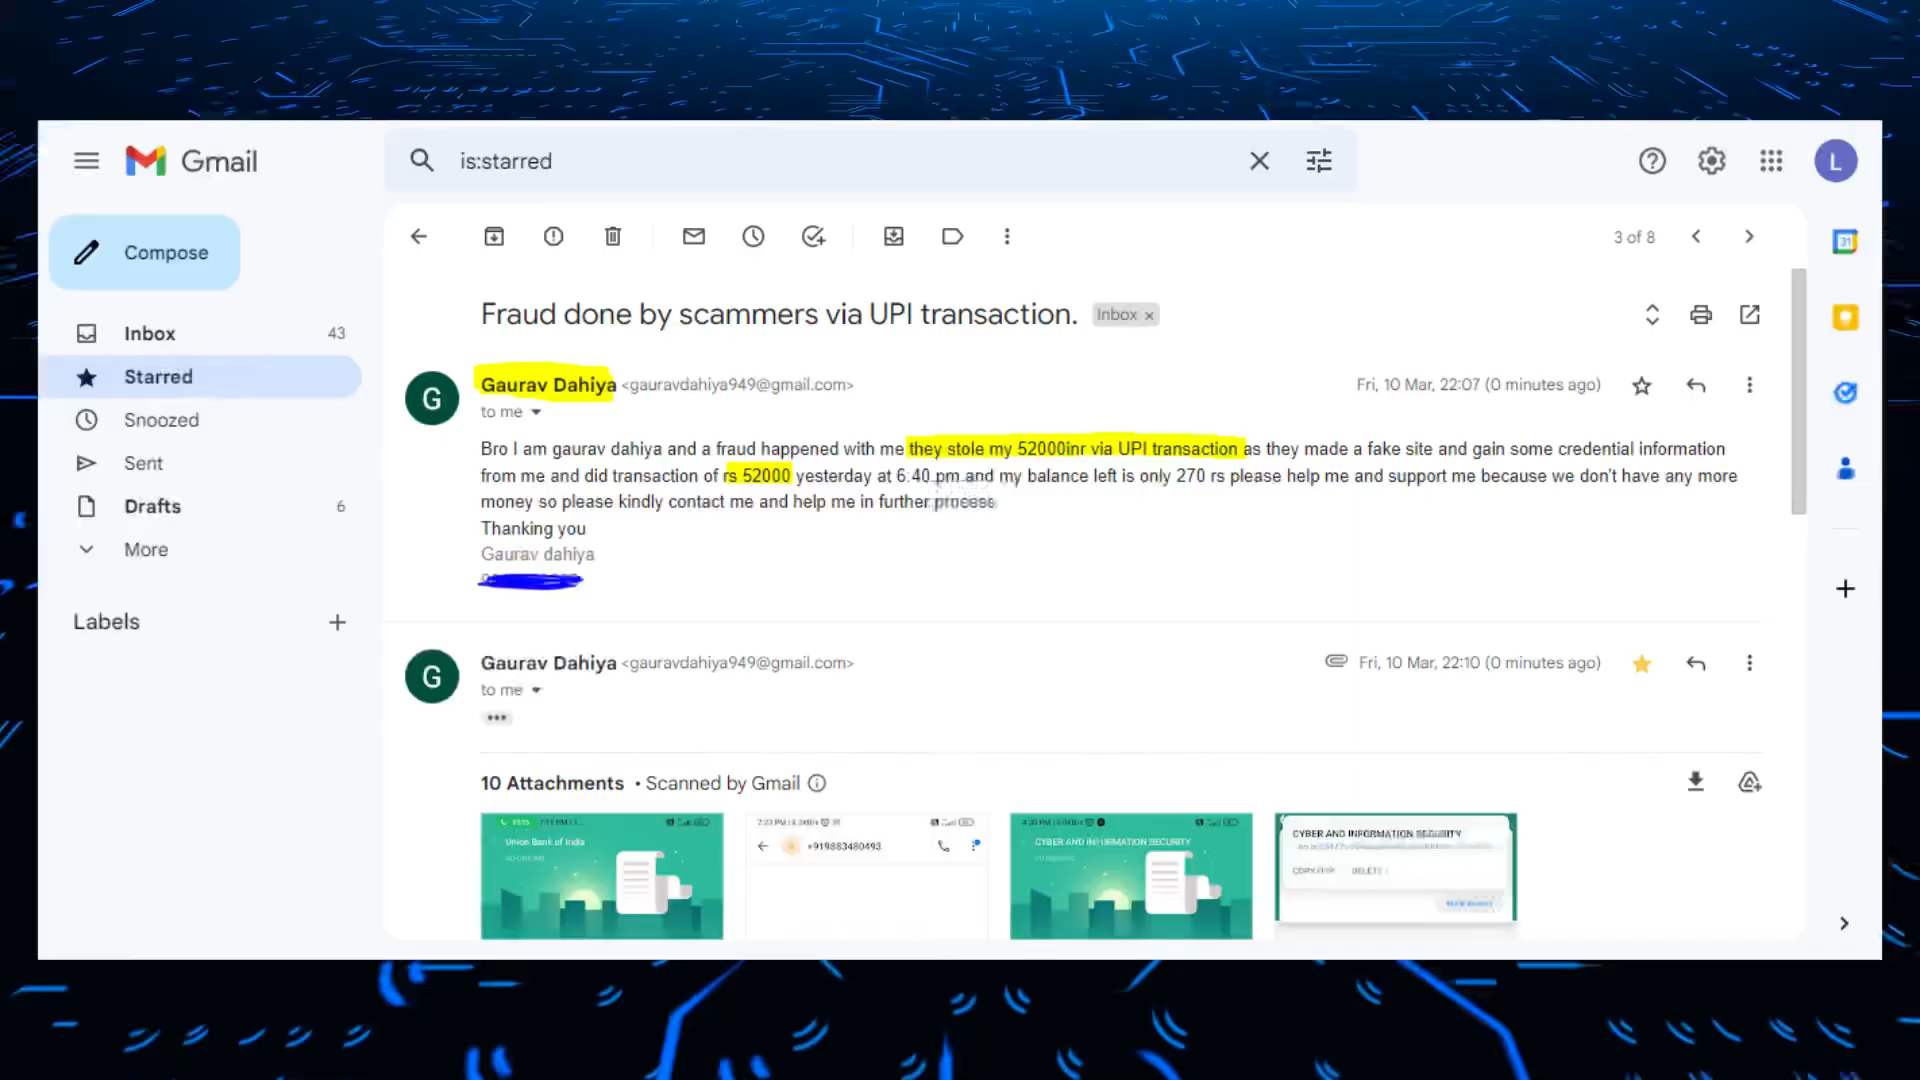 Gmail
is:starred
L
Compose
3 of 8
31
Inbox 43
Starred
Snoozed
Sent
Drafts 6
More
Labels
Fraud done by scammers via UPI transaction. Inbox x
G
Gaurav Dahiya <gauravdahiya949@gmail.com> Fri, 10 Mar, 22:07 (0 minutes ago)
to me
Bro I am gaurav dahiya and a fraud happened with me they stole my 52000inr via UPI transaction as they made a fake site and gain some credential information
from me and did transaction of rs 52000 yesterday at 6:40 pm and my balance left is only 270 rs please help me and support me because we don't have any more
money so please kindly contact me and help me in further process
Thanking you
Gaurav dahiya
G
Gaurav Dahiya <gauravdahiya949@gmail.com> Fri, 10 Mar, 22:10 (0 minutes ago)
to me
10 Attachments • Scanned by Gmail
Union Bank of India
+919883480493
CYBER AND INFORMATION SECURITY
CYBER AND INFORMATION SECURITY
DELETE